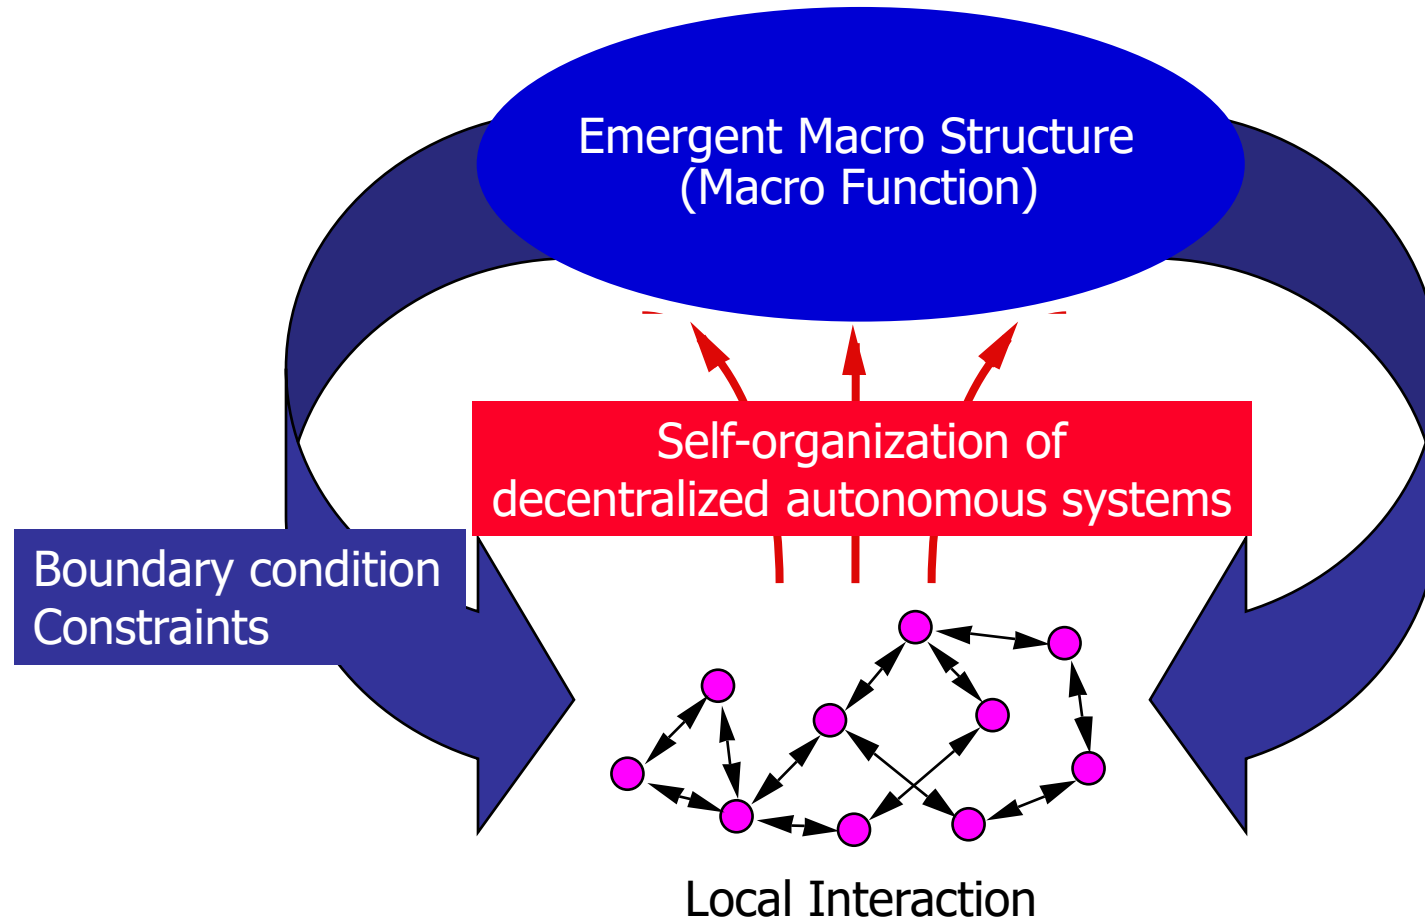 Emergent Macro Structure
(Macro Function)
Self-organization of
decentralized autonomous systems
Boundary condition
Constraints
Local Interaction